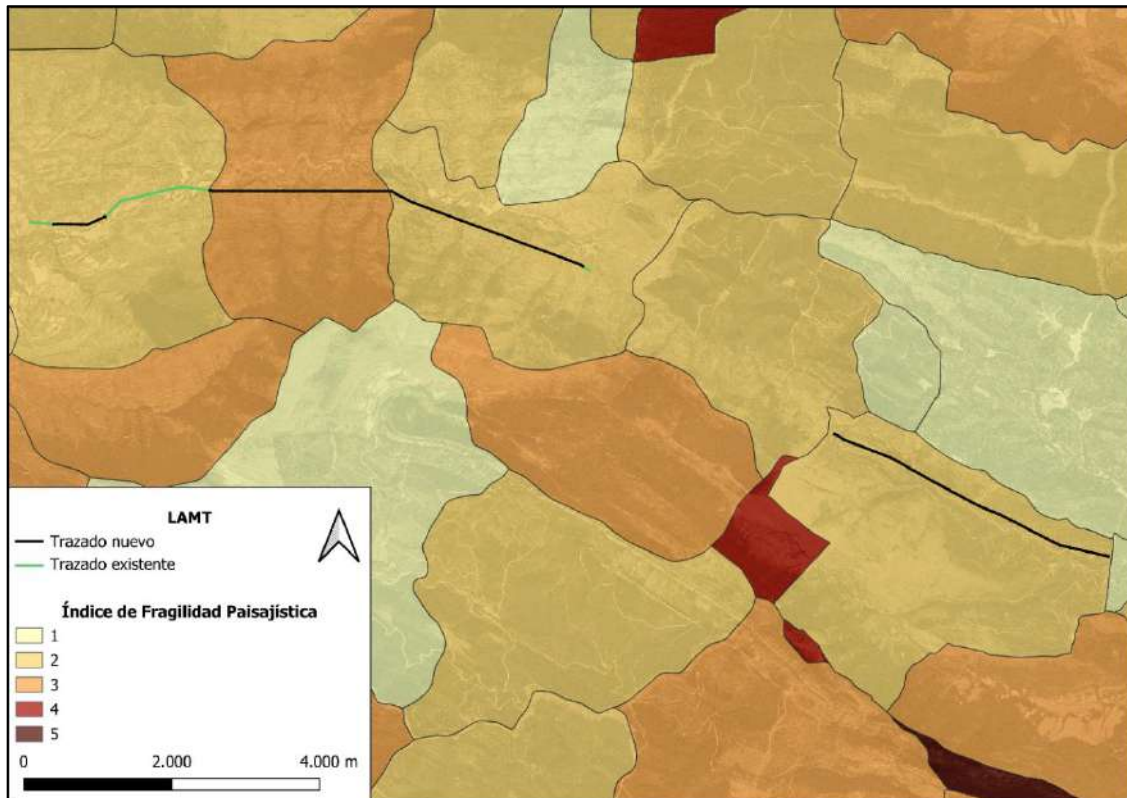 LAMT
Trazado nuevo
Trazado existente
Índice de Fragilidad Paisajística
1
2
3
4
5
0 2.000 4.000 m